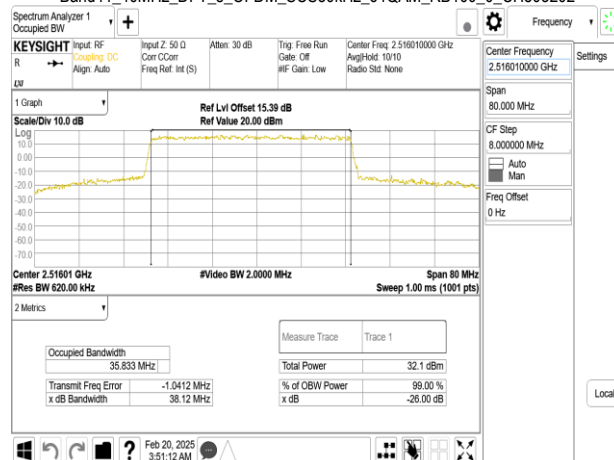 Spectrum Analyzer 1
Occupied BW
Frequency
KEYSIGHT
R
LXI
Input: RF
Coupling: DC
Align: Auto
Input Z: 50 Ω
Corr CCorr
Freq Ref: Int (S)
Atten: 30 dB
Trig: Free Run
Gate: Off
#IF Gain: Low
Center Freq: 2.516010000 GHz
Avg|Hold: 10/10
Radio Std: None
Center Frequency
2.516010000 GHz
Settings
Span
80.000 MHz
CF Step
8.000000 MHz
Auto
Man
Freq Offset
0 Hz
Local
1 Graph
Scale/Div 10.0 dB
Ref Lvl Offset 15.39 dB
Ref Value 20.00 dBm
Log
10.0
0.00
-10.0
-20.0
-30.0
-40.0
-50.0
-60.0
-70.0
Center 2.51601 GHz
#Res BW 620.00 kHz
#Video BW 2.0000 MHz
Span 80 MHz
Sweep 1.00 ms (1001 pts)
2 Metrics
Measure Trace
Trace 1
Occupied Bandwidth
35.833 MHz
Total Power
32.1 dBm
Transmit Freq Error
-1.0412 MHz
% of OBW Power
99.00 %
x dB Bandwidth
38.12 MHz
x dB
-26.00 dB
Feb 20, 2025
3:51:12 AM